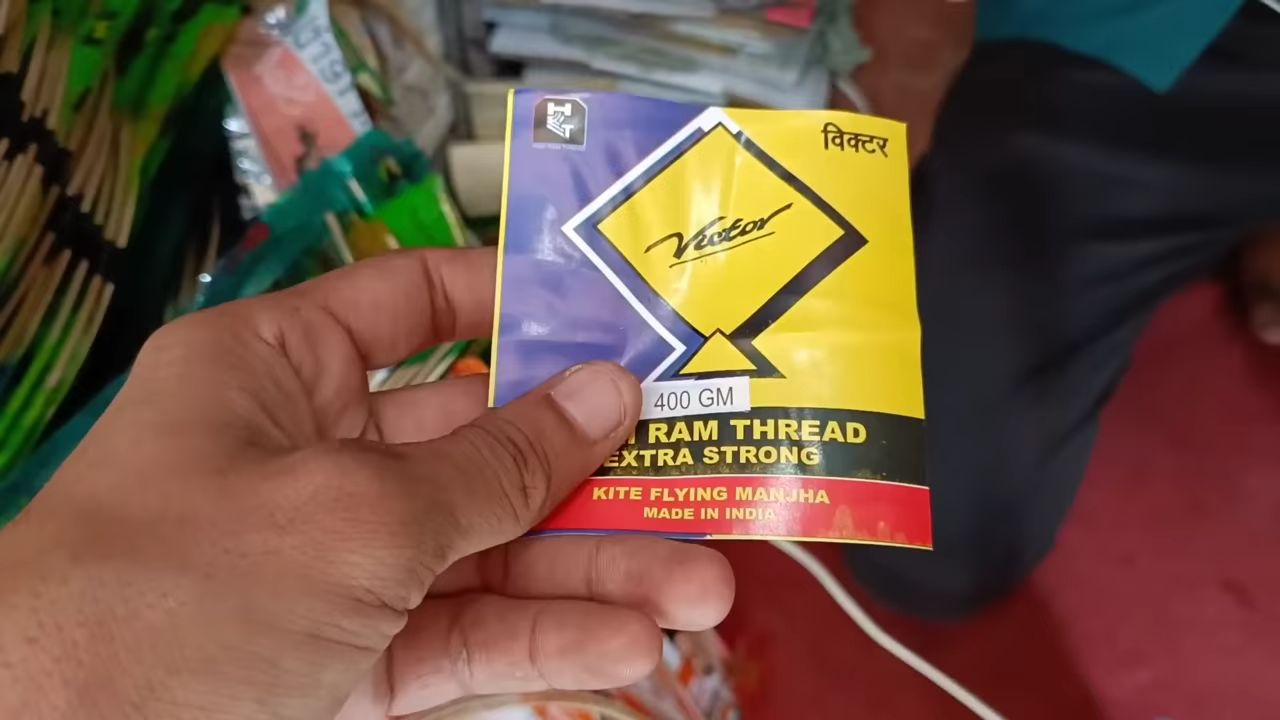 विक्टर
Victor
400 GM
RAM THREAD
EXTRA STRONG
KITE FLYING MANJHA
MADE IN INDIA